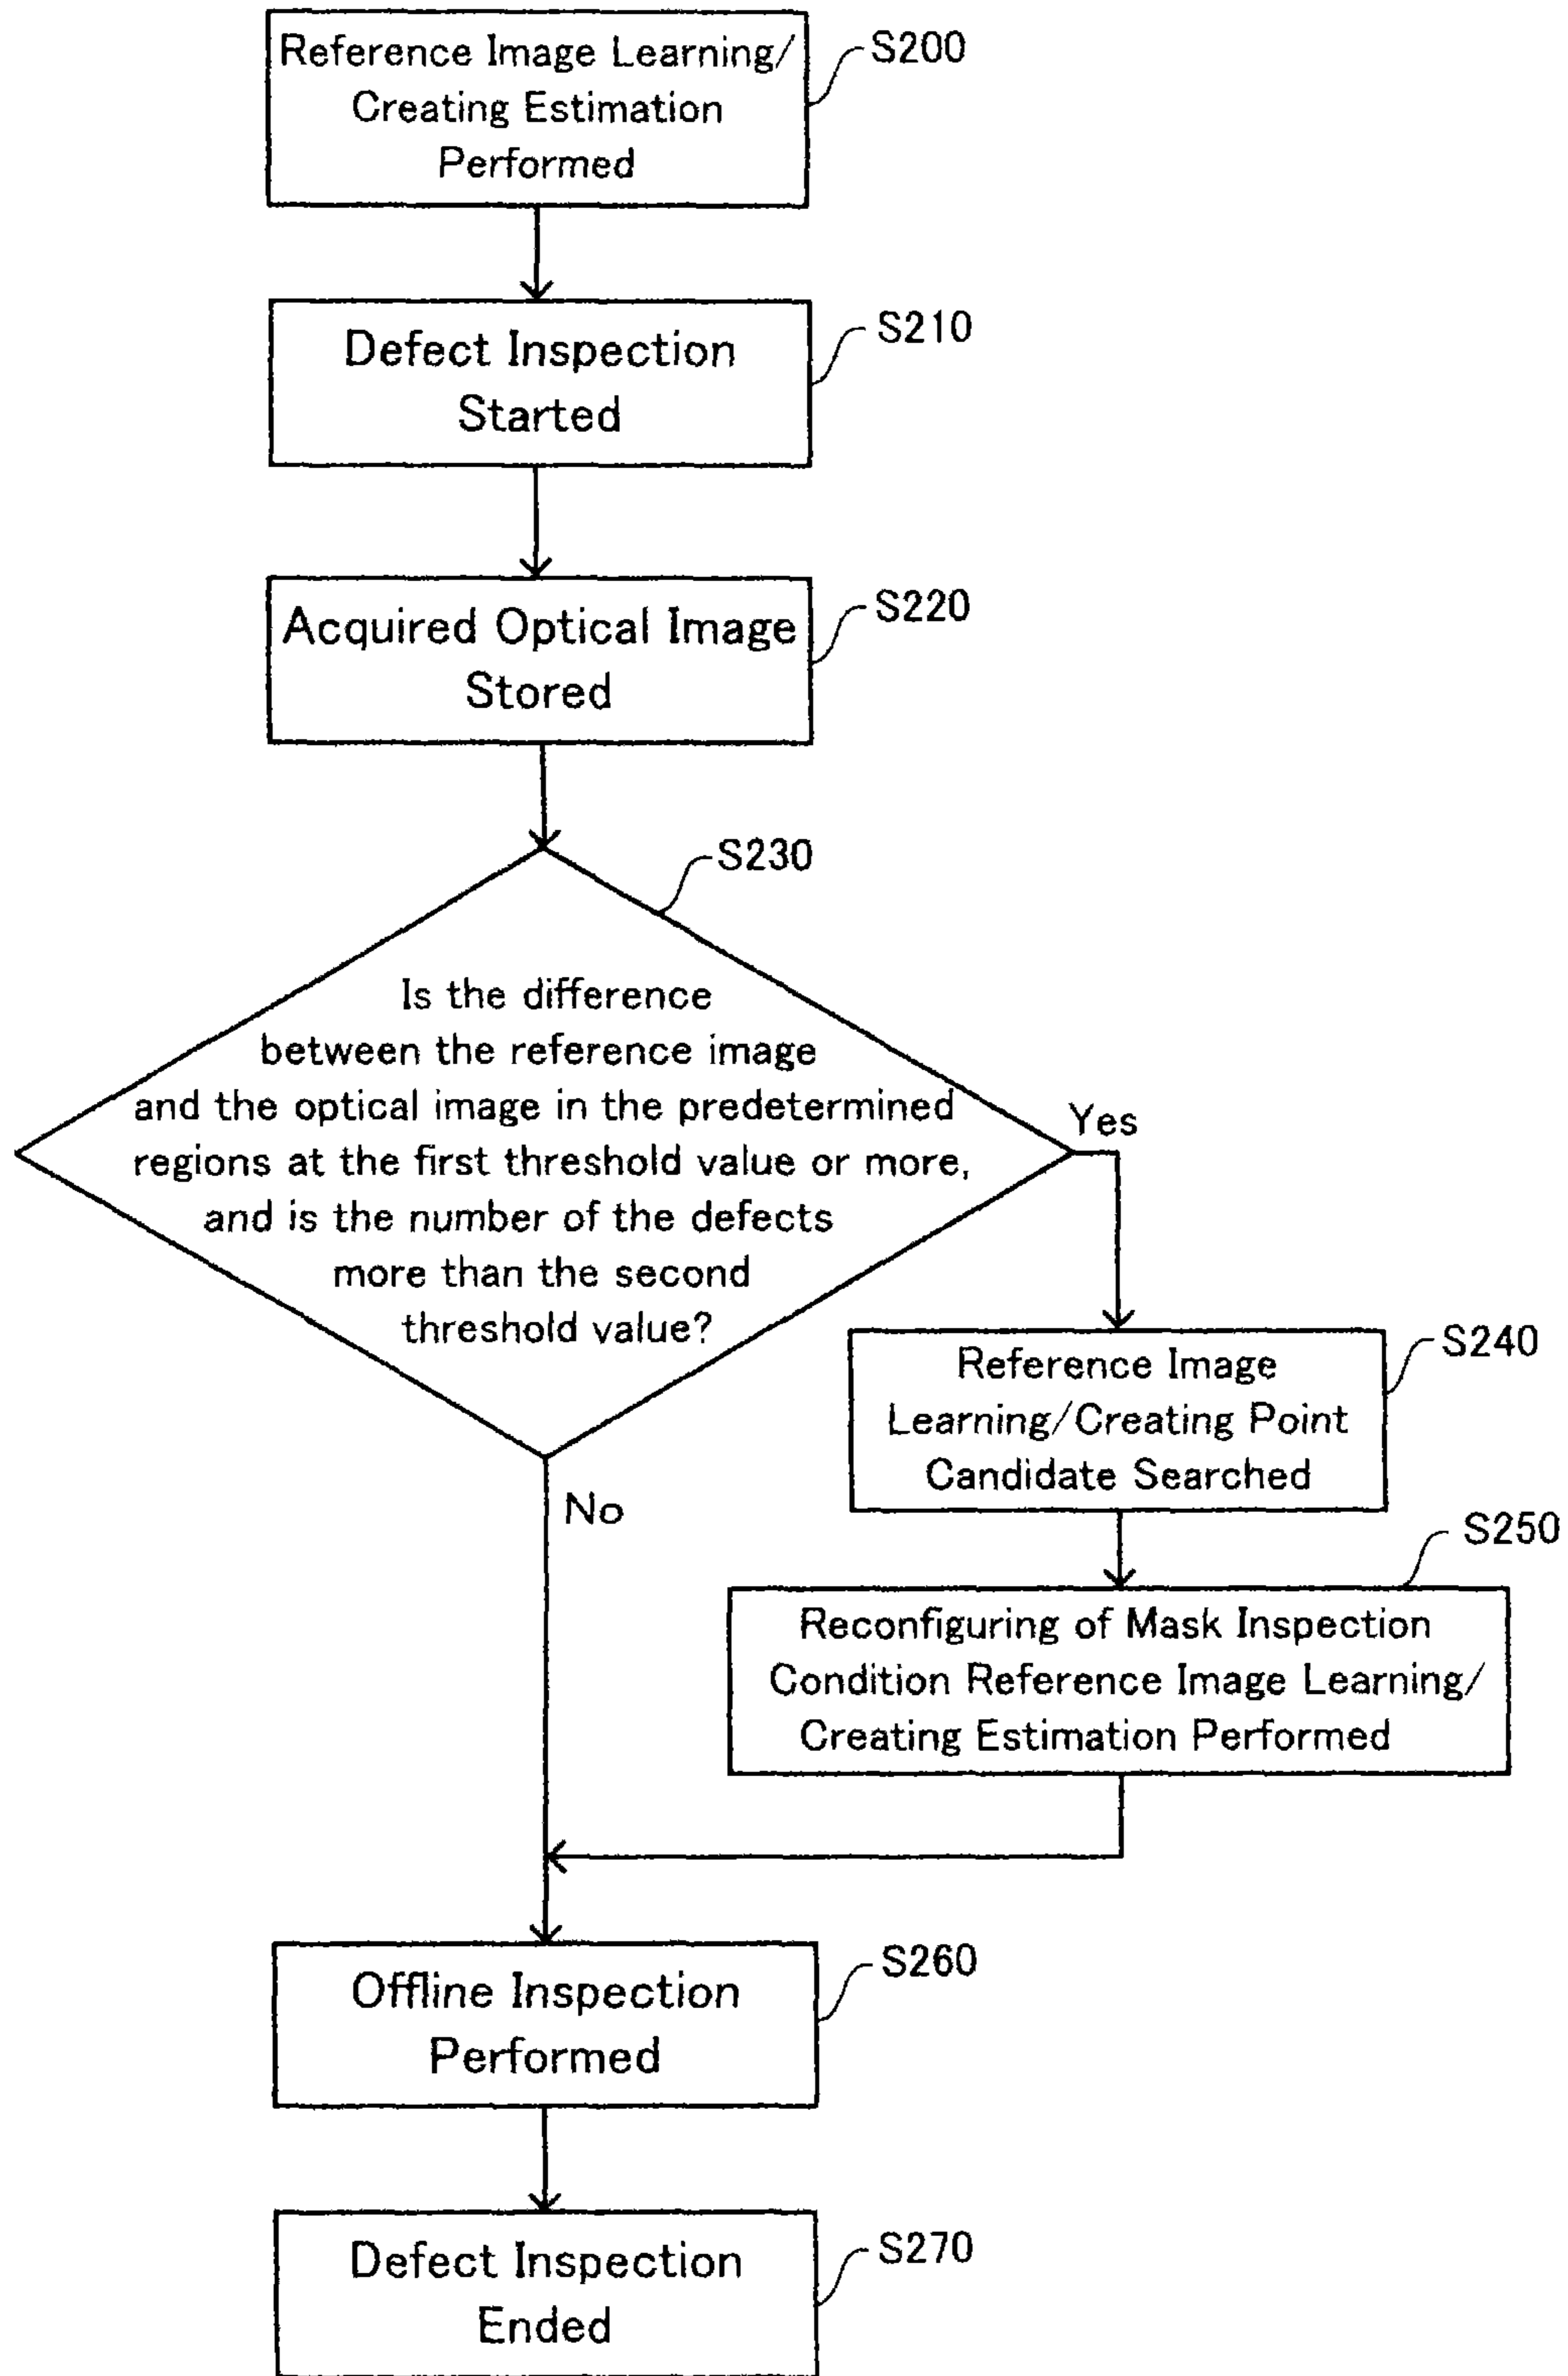 Reference Image Learning/
Creating Estimation
Performed
S200
Defect Inspection
Started
S210
Acquired Optical Image
Stored
S220
S230
Is the difference
between the reference image
and the optical image in the predetermined
regions at the first threshold value or more,
and is the number of the defects
more than the second
threshold value?
Yes
No
Reference Image
Learning/Creating Point
Candidate Searched
S240
S250
Reconfiguring of Mask Inspection
Condition Reference Image Learning/
Creating Estimation Performed
Offline Inspection
Performed
S260
Defect Inspection
Ended
S270